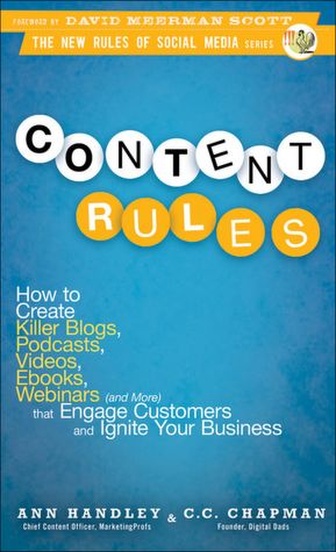 FOREWORD BY DAVID MEERMAN SCOTT
THE NEW RULES OF SOCIAL MEDIA SERIES
CONTENT
RULES
How to
Create
Killer Blogs,
Podcasts,
Videos,
Ebooks,
Webinars (and More)
that Engage Customers
and Ignite Your Business
ANN HANDLEY & C.C. CHAPMAN
Chief Content Officer, MarketingProfs
Founder, Digital Dads